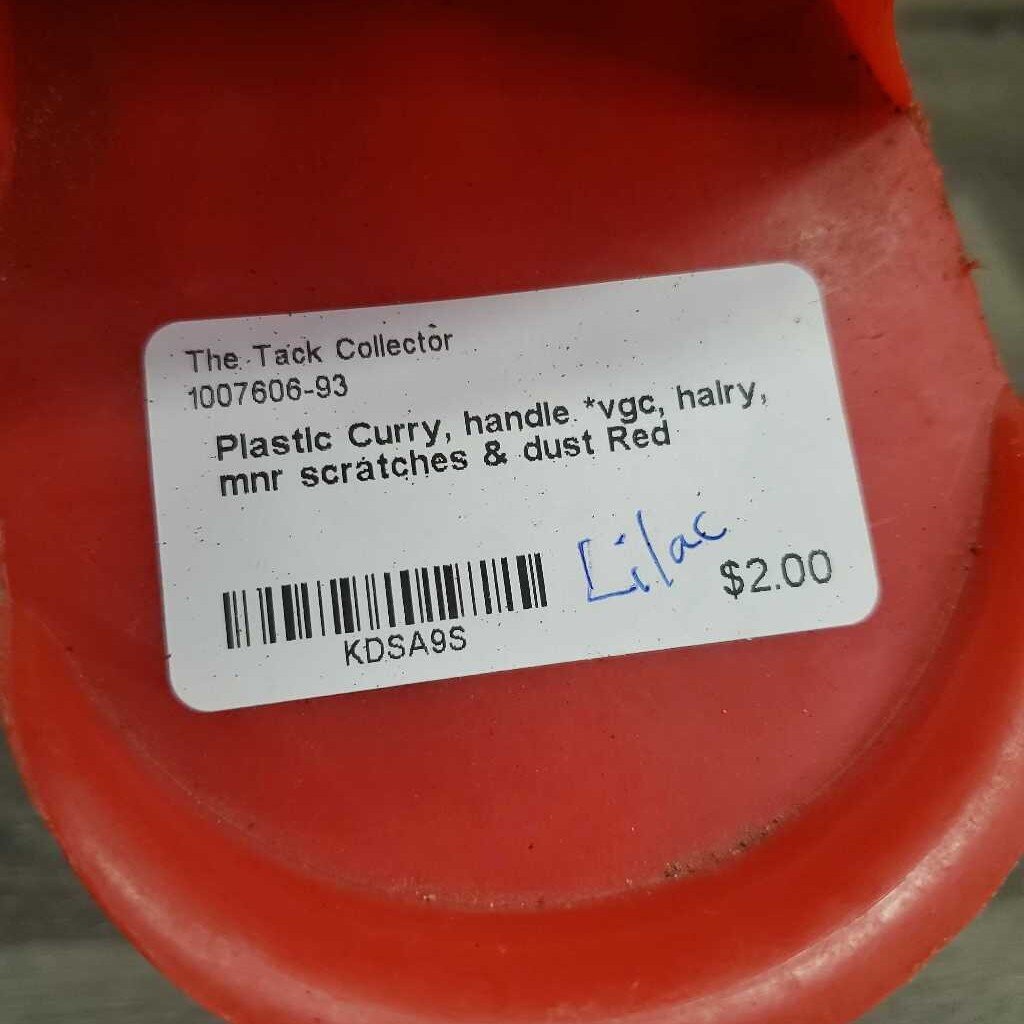 The Tack Collector
1007606-93
Plastic Curry, handle *vgc, hairy,
mnr scratches & dust Red
Lilac
$2.00
KDSA9S